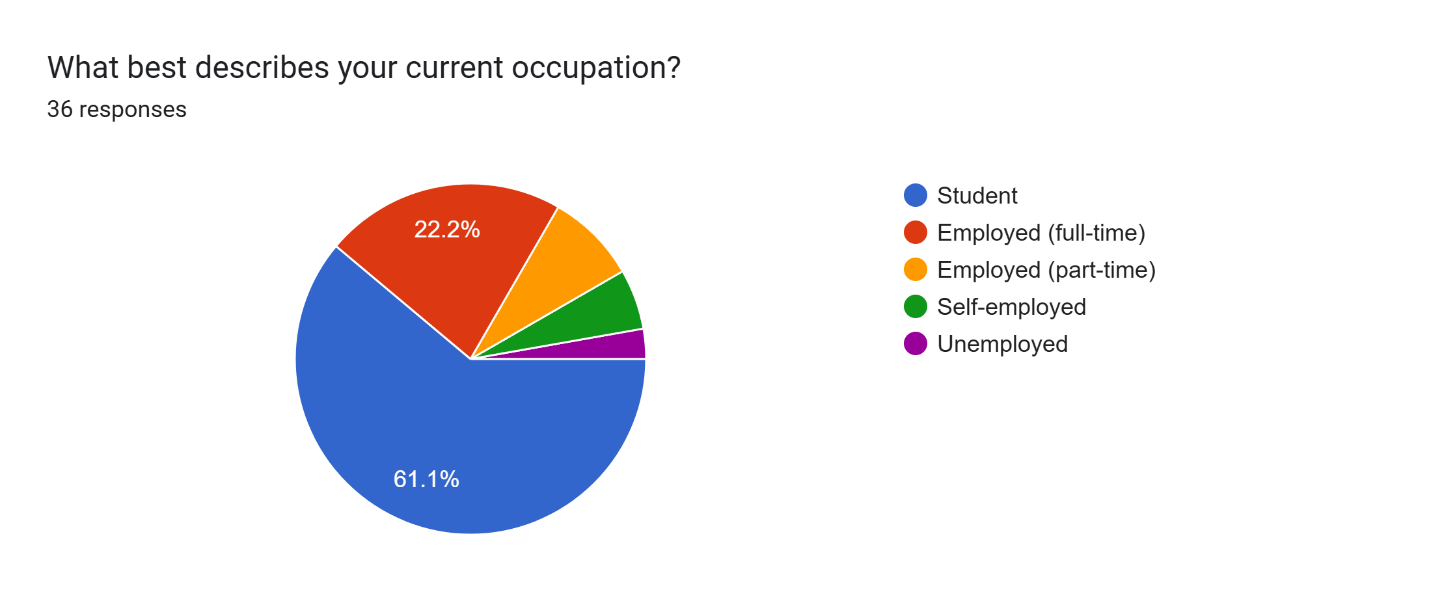 What best describes your current occupation?
36 responses
22.2%
61.1%
Student
Employed (full-time)
Employed (part-time)
Self-employed
Unemployed